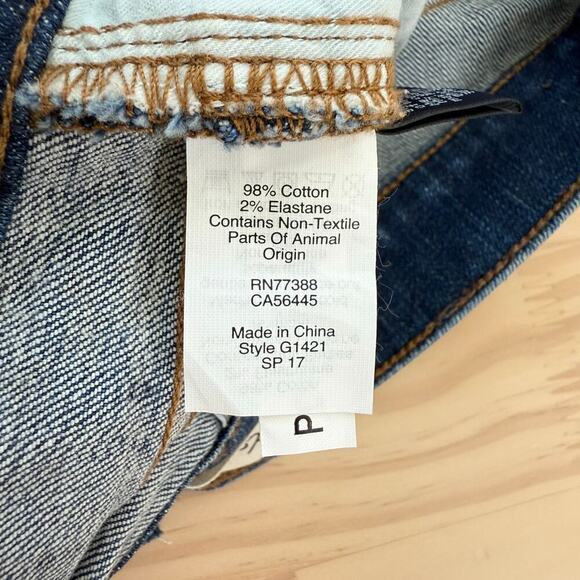 98% Cotton
2% Elastane
Contains Non-Textile
Parts Of Animal
Origin
RN77388
CA56445
Made in China
Style G1421
SP 17
P